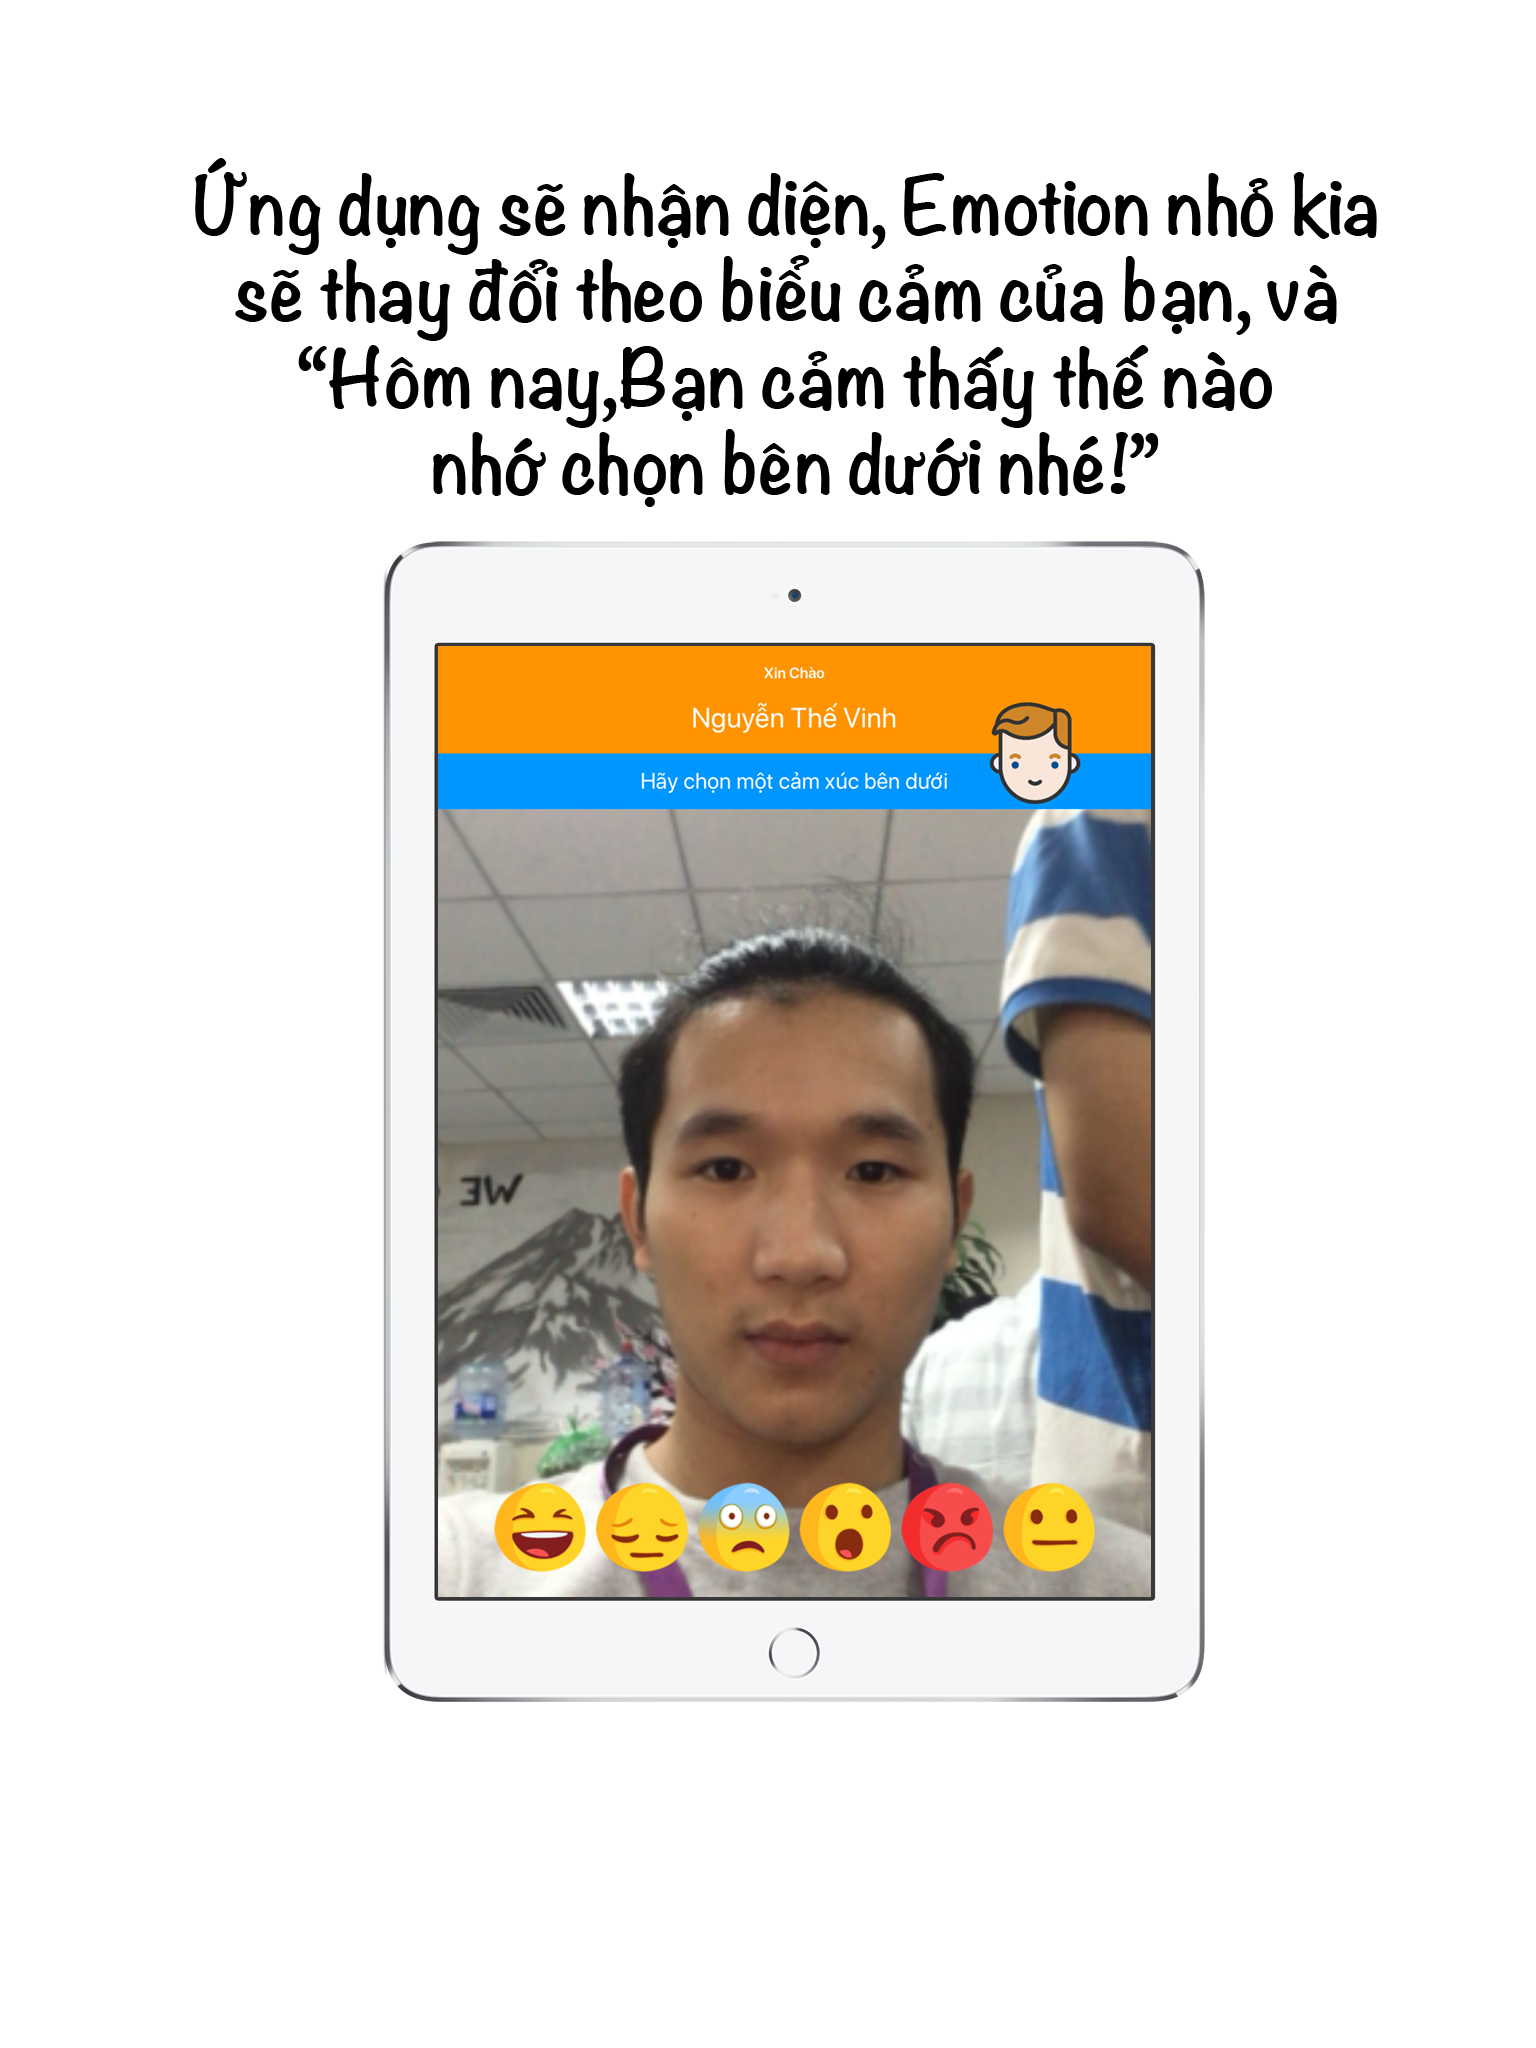 Ứng dụng sẽ nhận diện, Emotion nhỏ kia
sẽ thay đổi theo biểu cảm của bạn, và
“Hôm nay,Bạn cảm thấy thế nào
nhớ chọn bên dưới nhé!”
Xin Chào
Nguyễn Thế Vinh
Hãy chọn một cảm xúc bên dưới
WE